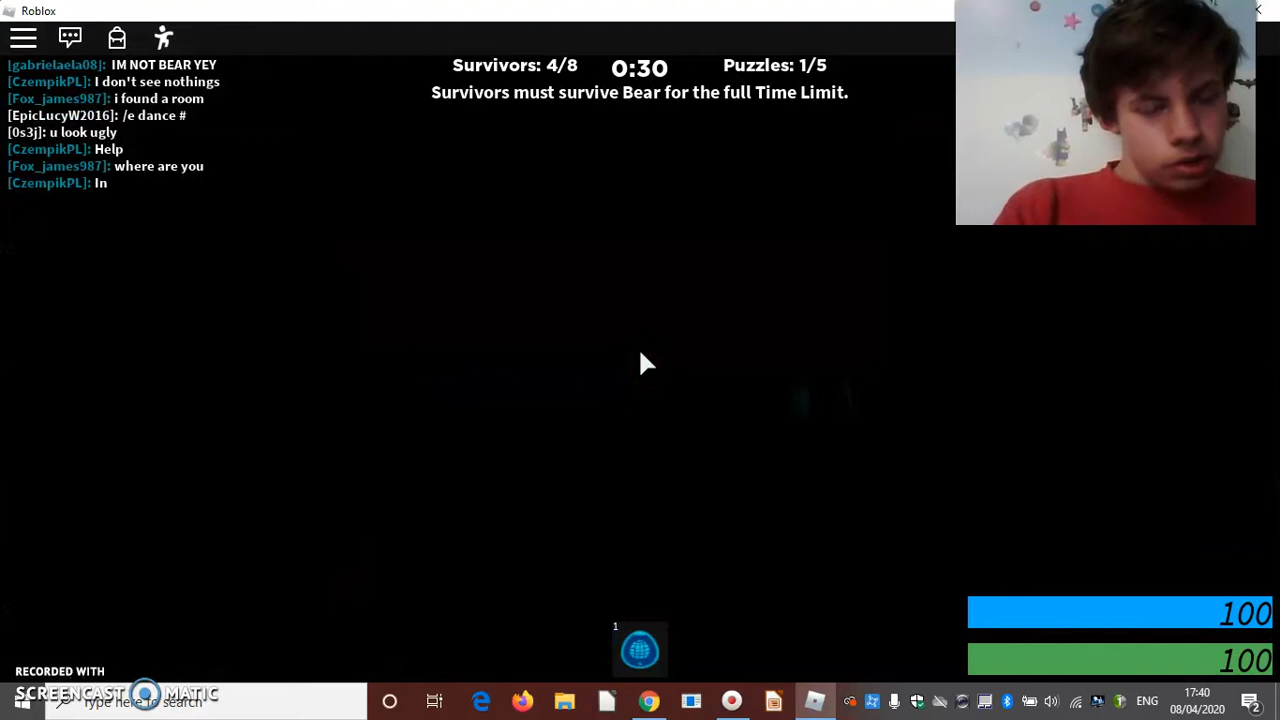 Roblox
[gabrielaela08]: IM NOT BEAR YEY
[CzempikPL]: I don't see nothings
[Fox_james987]: i found a room
[EpicLucyW2016]: /e dance #
[0s3j]: u look ugly
[CzempikPL]: Help
[Fox_james987]: where are you
[CzempikPL]: In
Survivors: 4/8 0:30 Puzzles: 1/5
Survivors must survive Bear for the full Time Limit.
1
100
100
RECORDED WITH
SCREENCAST MATIC
Type here to search
ENG
17:40
08/04/2020
2